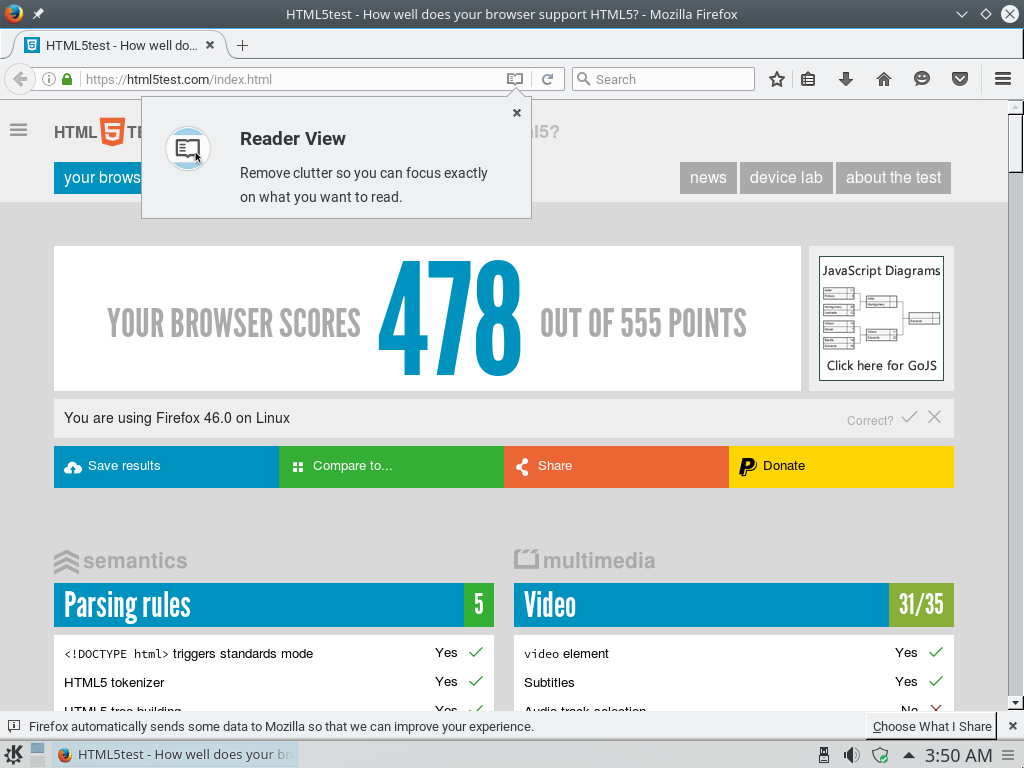 HTML5test - How well does your browser support HTML5? - Mozilla Firefox
HTML5test - How well do...
https://html5test.com/index.html
Search
HTML5TE
ml5?
Reader View
Remove clutter so you can focus exactly
on what you want to read.
your brows
news
device lab
about the test
YOUR BROWSER SCORES 478 OUT OF 555 POINTS
JavaScript Diagrams
Click here for GoJS
You are using Firefox 46.0 on Linux
Correct?
Save results
Compare to...
Share
Donate
semantics
multimedia
Parsing rules 5
Video 31/35
<!DOCTYPE html> triggers standards mode Yes
video element Yes
HTML5 tokenizer Yes
Subtitles Yes
HTML5 tree building Yes
Audio track selection No
Firefox automatically sends some data to Mozilla so that we can improve your experience.
Choose What I Share
HTML5test - How well does your br
3:50 AM